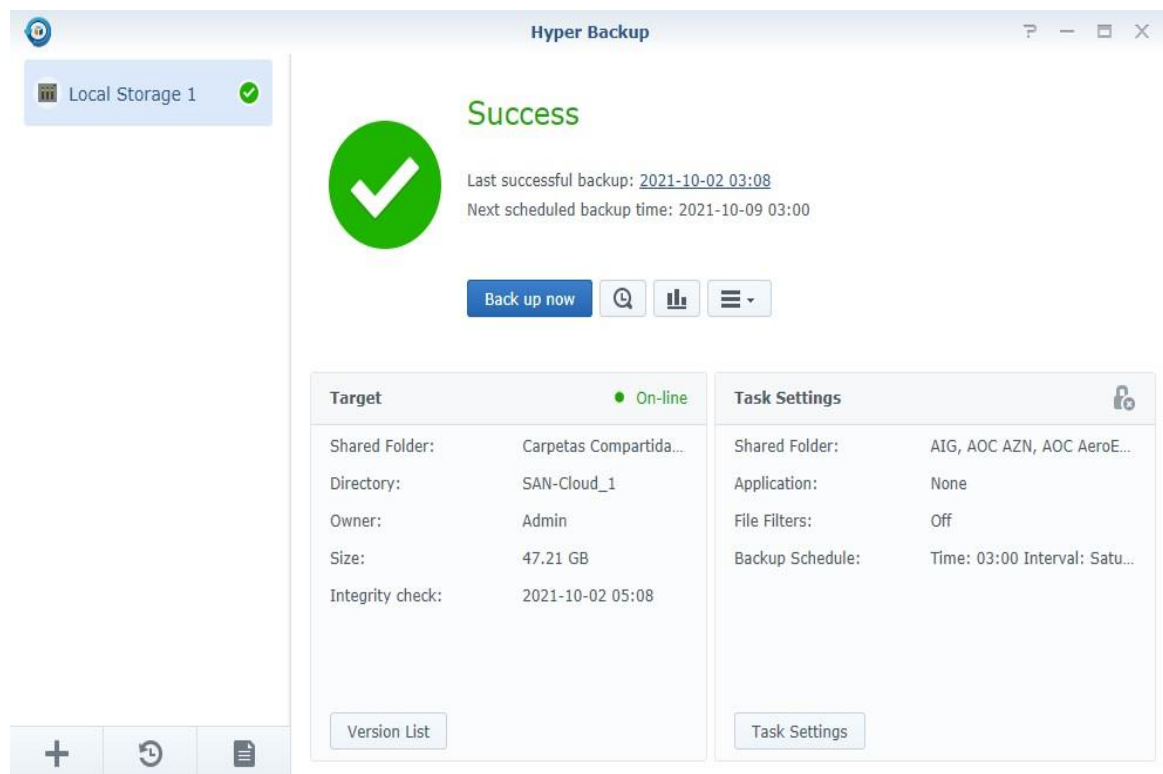 Hyper Backup
Local Storage 1
Success
Last successful backup: 2021-10-02 03:08
Next scheduled backup time: 2021-10-09 03:00
Back up now
Target
On-line
Shared Folder: Carpetas Compartida...
Directory: SAN-Cloud_1
Owner: Admin
Size: 47.21 GB
Integrity check: 2021-10-02 05:08
Version List
Task Settings
Shared Folder: AIG, AOC AZN, AOC AeroE...
Application: None
File Filters: Off
Backup Schedule: Time: 03:00 Interval: Satu...
Task Settings